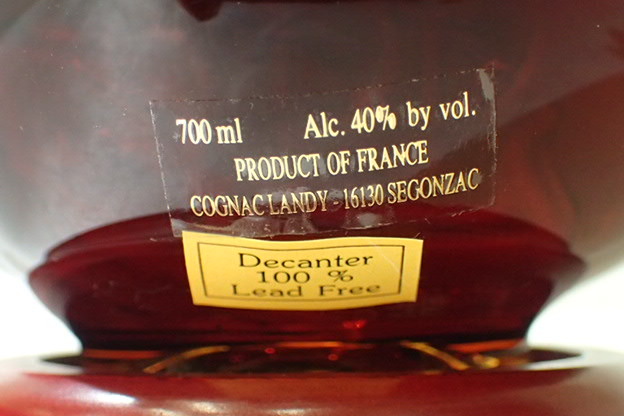 700 ml Alc. 40% by vol.
PRODUCT OF FRANCE
COGNAC LANDY - 16130 SEGONZAC
Decanter
100 %
Lead Free